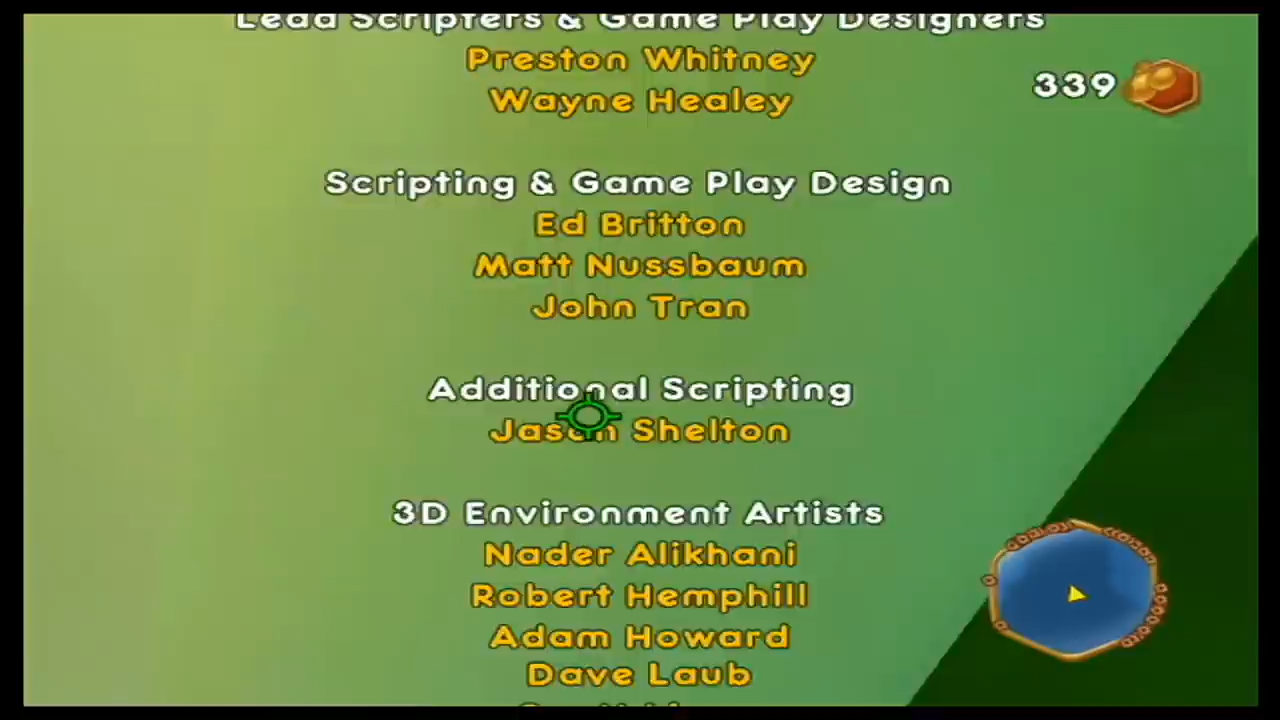 Lead Scripters & Game Play Designers
Preston Whitney
Wayne Healey
339
Scripting & Game Play Design
Ed Britton
Matt Nussbaum
John Tran
Additional Scripting
Jason Shelton
3D Environment Artists
Nader Alikhani
Robert Hemphill
Adam Howard
Dave Laub